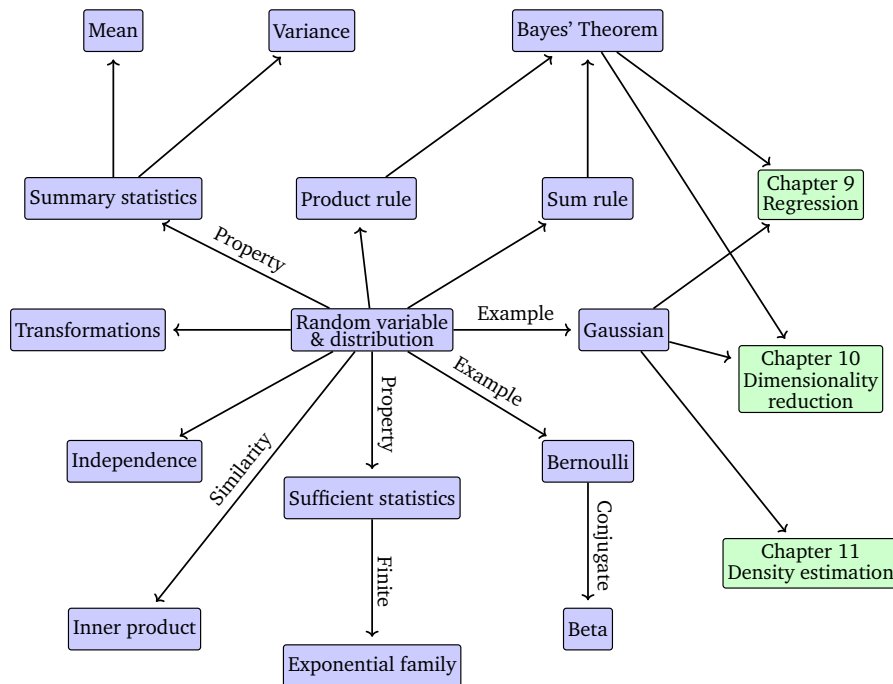 Mean
Variance
Bayes’ Theorem
Summary statistics
Product rule
Sum rule
Chapter 9
Regression
Property
Transformations
Random variable
& distribution
Example
Gaussian
Chapter 10
Dimensionality
reduction
Example
Property
Similarity
Independence
Bernoulli
Sufficient statistics
Conjugate
Chapter 11
Density estimation
Finite
Inner product
Beta
Exponential family